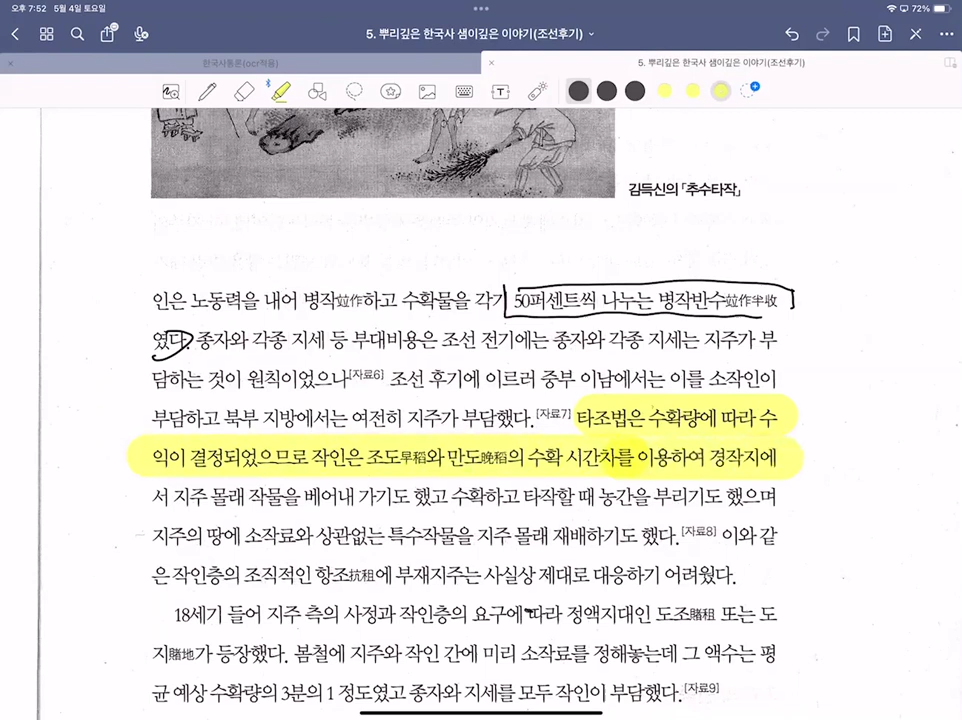 오후 7:52 5월 4일 토요일
72%
5. 뿌리깊은 한국사 샘이깊은 이야기(조선후기)
한국사통론(ocr적용)
5. 뿌리깊은 한국사 샘이깊은 이야기(조선후기)
김득신의 「추수타작」
인은 노동력을 내어 병작竝作하고 수확물을 각기 50퍼센트씩 나누는 병작반수竝作半收
였다. 종자와 각종 지세 등 부대비용은 조선 전기에는 종자와 각종 지세는 지주가 부
담하는 것이 원칙이었으나[자료6] 조선 후기에 이르러 중부 이남에서는 이를 소작인이
부담하고 북부 지방에서는 여전히 지주가 부담했다.[자료7] 타조법은 수확량에 따라 수
익이 결정되었으므로 작인은 조도早稻와 만도晩稻의 수확 시간차를 이용하여 경작지에
서 지주 몰래 작물을 베어내 가기도 했고 수확하고 타작할 때 농간을 부리기도 했으며
지주의 땅에 소작료와 상관없는 특수작물을 지주 몰래 재배하기도 했다.[자료8] 이와 같
은 작인층의 조직적인 항조抗租에 부재지주는 사실상 제대로 대응하기 어려웠다.
18세기 들어 지주 측의 사정과 작인층의 요구에 따라 정액지대인 도조賭租 또는 도
지賭地가 등장했다. 봄철에 지주와 작인 간에 미리 소작료를 정해놓는데 그 액수는 평
균 예상 수확량의 3분의 1 정도였고 종자와 지세를 모두 작인이 부담했다.[자료9]